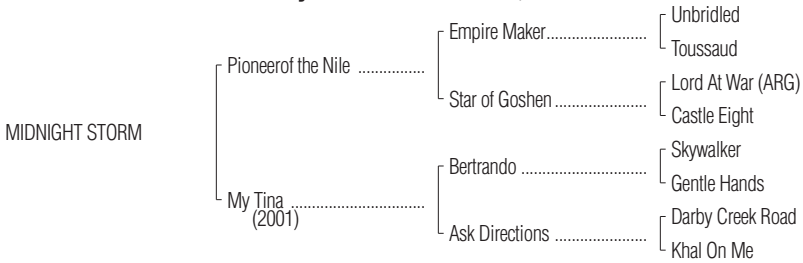 Unbridled
Empire Maker........................
Toussaud
Pioneerof the Nile ................
Lord At War (ARG)
Star of Goshen ......................
Castle Eight
MIDNIGHT STORM
Skywalker
Bertrando ..............................
Gentle Hands
My Tina ................................
(2001)
Darby Creek Road
Ask Directions ......................
Khal On Me